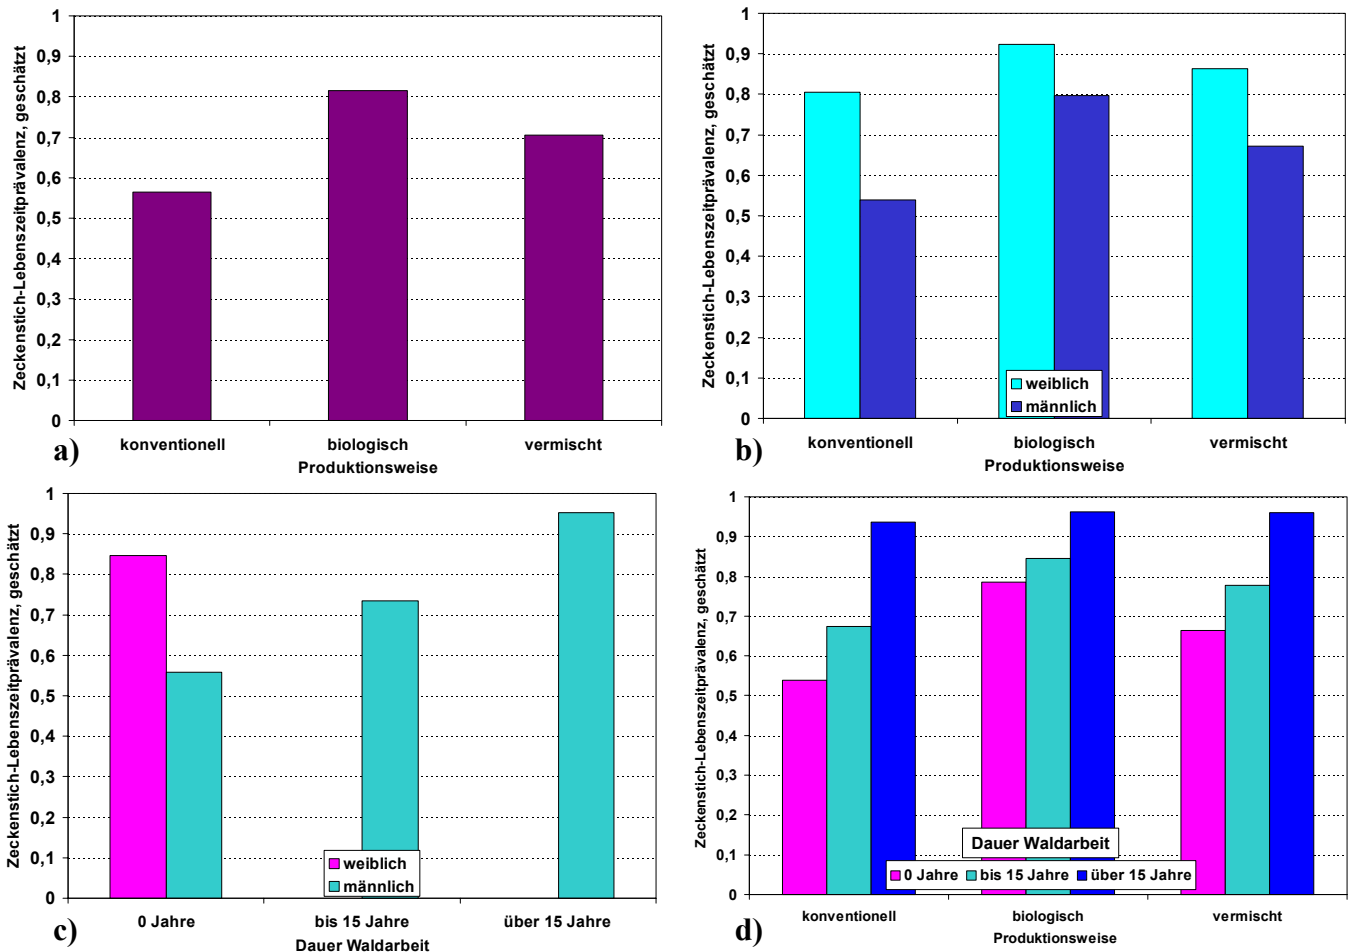 Zeckenstich-Lebenszeitprävalenz, geschätzt
1
0,9
0,8
0,7
0,6
0,5
0,4
0,3
0,2
0,1
0
konventionell biologisch vermischt
Produktionsweise
a)
Zeckenstich-Lebenszeitprävalenz, geschätzt
1
0,9
0,8
0,7
0,6
0,5
0,4
0,3
0,2
0,1
0
weiblich
männlich
konventionell biologisch vermischt
Produktionsweise
b)
Zeckenstich-Lebenszeitprävalenz, geschätzt
1
0,9
0,8
0,7
0,6
0,5
0,4
0,3
0,2
0,1
0
weiblich
männlich
0 Jahre bis 15 Jahre über 15 Jahre
Dauer Waldarbeit
c)
Zeckenstich-Lebenszeitprävalenz, geschätzt
1
0,9
0,8
0,7
0,6
0,5
0,4
0,3
0,2
0,1
0
Dauer Waldarbeit
0 Jahre bis 15 Jahre über 15 Jahre
konventionell biologisch vermischt
Produktionsweise
d)